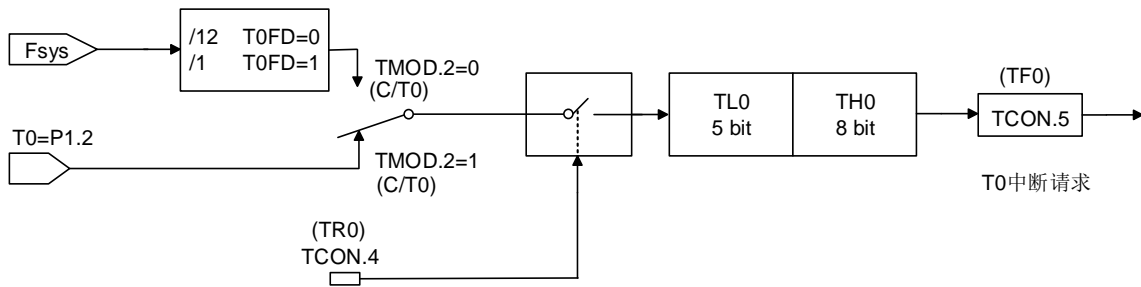 Fsys
/12 T0FD=0
/1 T0FD=1
TMOD.2=0
(C/T0)
T0=P1.2
TMOD.2=1
(C/T0)
(TR0)
TCON.4
TL0
5 bit
TH0
8 bit
(TF0)
TCON.5
T0中断请求